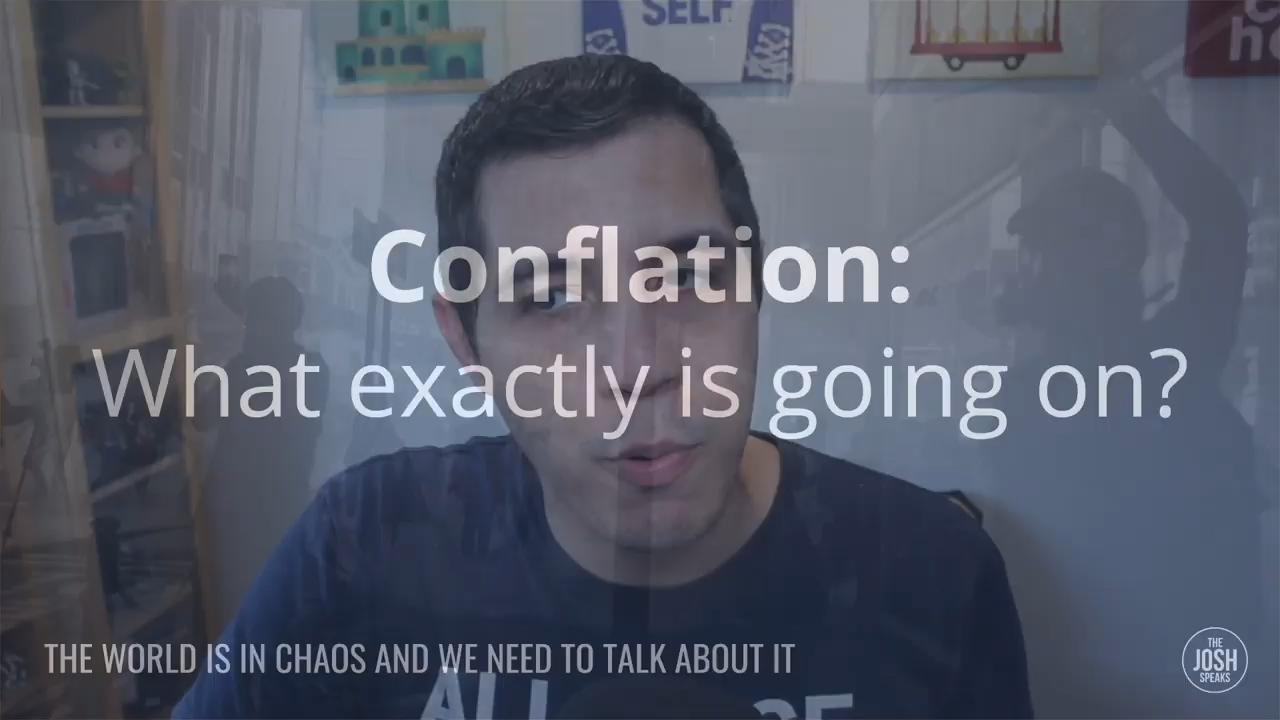 SELF
Conflation:
What exactly is going on?
THE WORLD IS IN CHAOS AND WE NEED TO TALK ABOUT IT
THE
JOSH
SPEAKS